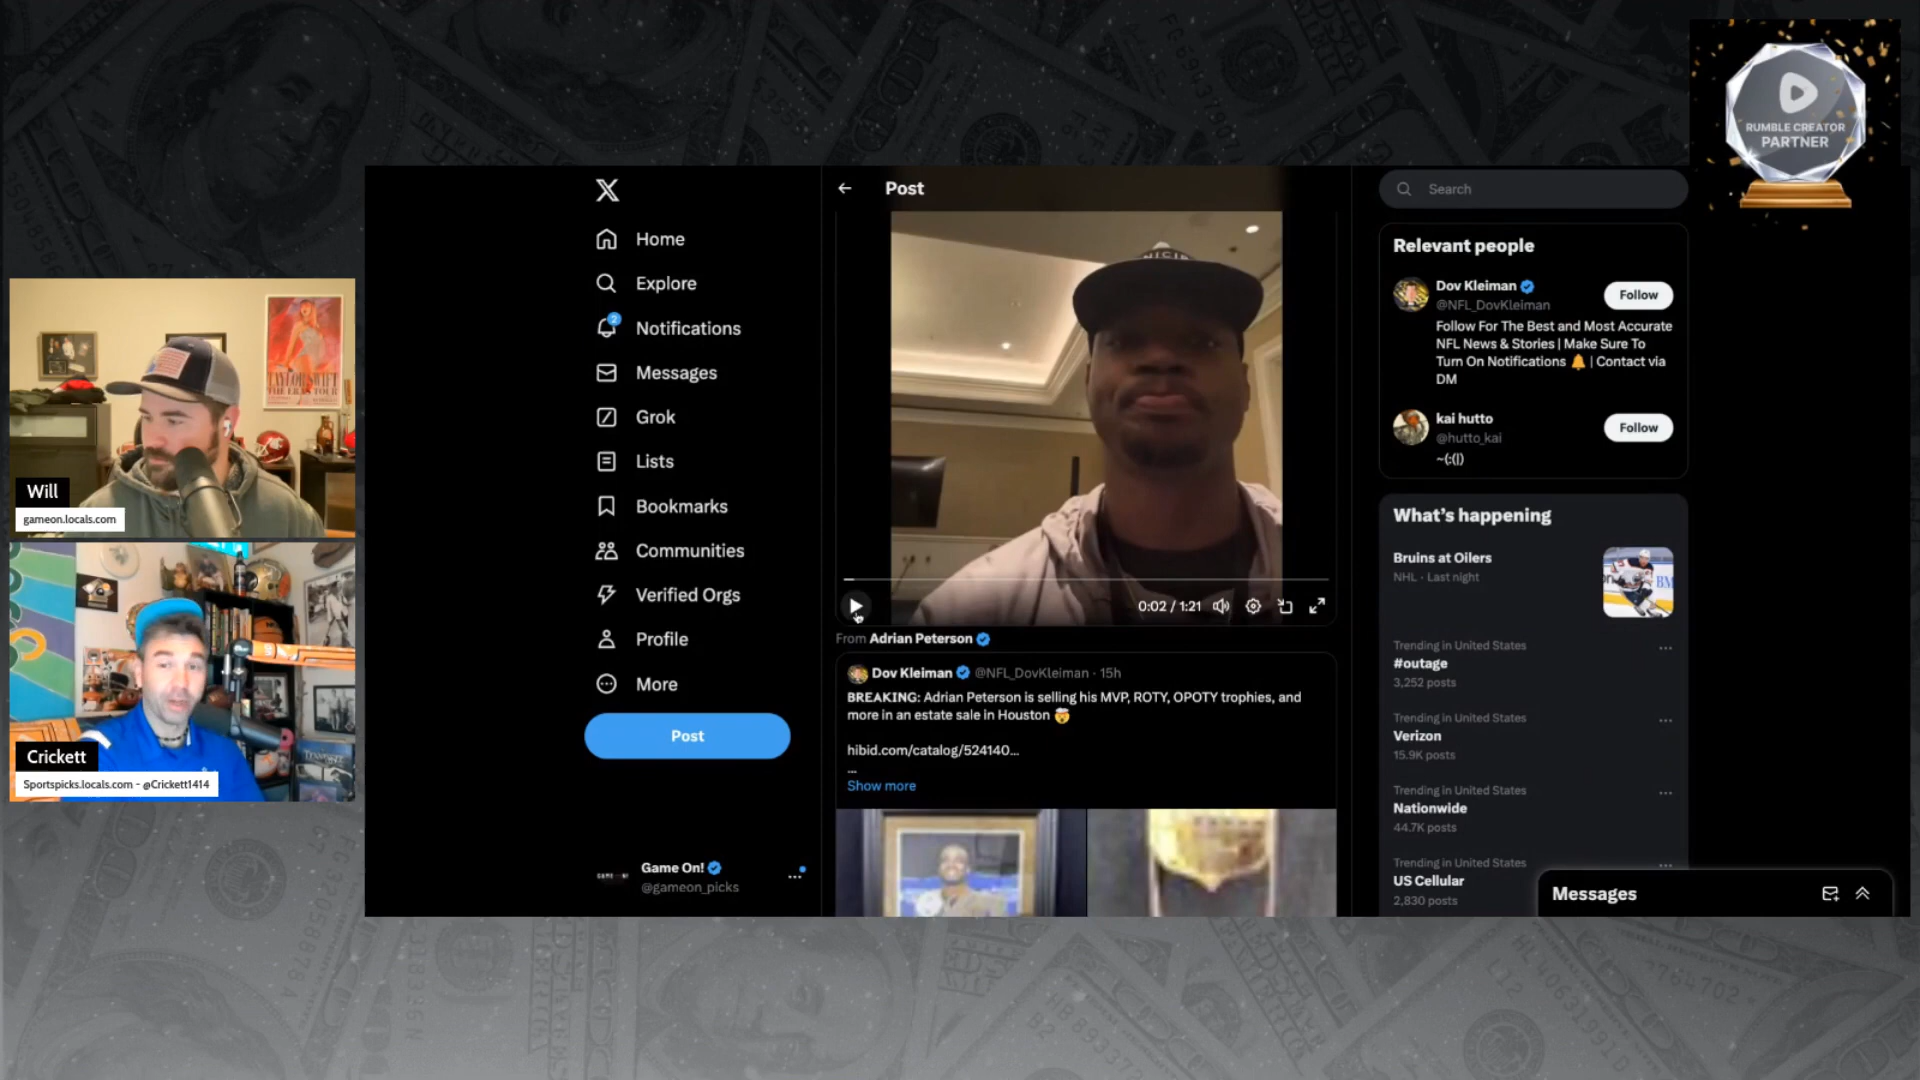 RUMBLE CREATOR
PARTNER
TAYLOR SWIFT
THE ERAS TOUR
Will
gameon.locals.com
Crickett
Sportspicks.locals.com - @Crickett1414
Home
Explore
2
Notifications
Messages
Grok
Lists
Bookmarks
Communities
Verified Orgs
Profile
More
Post
Game On!
@gameon_picks
Post
0:02 / 1:21
From Adrian Peterson
Dov Kleiman @NFL_DovKleiman · 15h
BREAKING: Adrian Peterson is selling his MVP, ROTY, OPOTY trophies, and
more in an estate sale in Houston
hibid.com/catalog/524140...
...
Show more
Search
Relevant people
Dov Kleiman
@NFL_DovKleiman
Follow
Follow For The Best and Most Accurate
NFL News & Stories | Make Sure To
Turn On Notifications 🔔 | Contact via
DM
kai hutto
@hutto_kai
Follow
~(:(|)
What's happening
Bruins at Oilers
NHL · Last night
Trending in United States
#outage
3,252 posts
Trending in United States
Verizon
15.9K posts
Trending in United States
Nationwide
44.7K posts
Trending in United States
US Cellular
2,830 posts
Messages